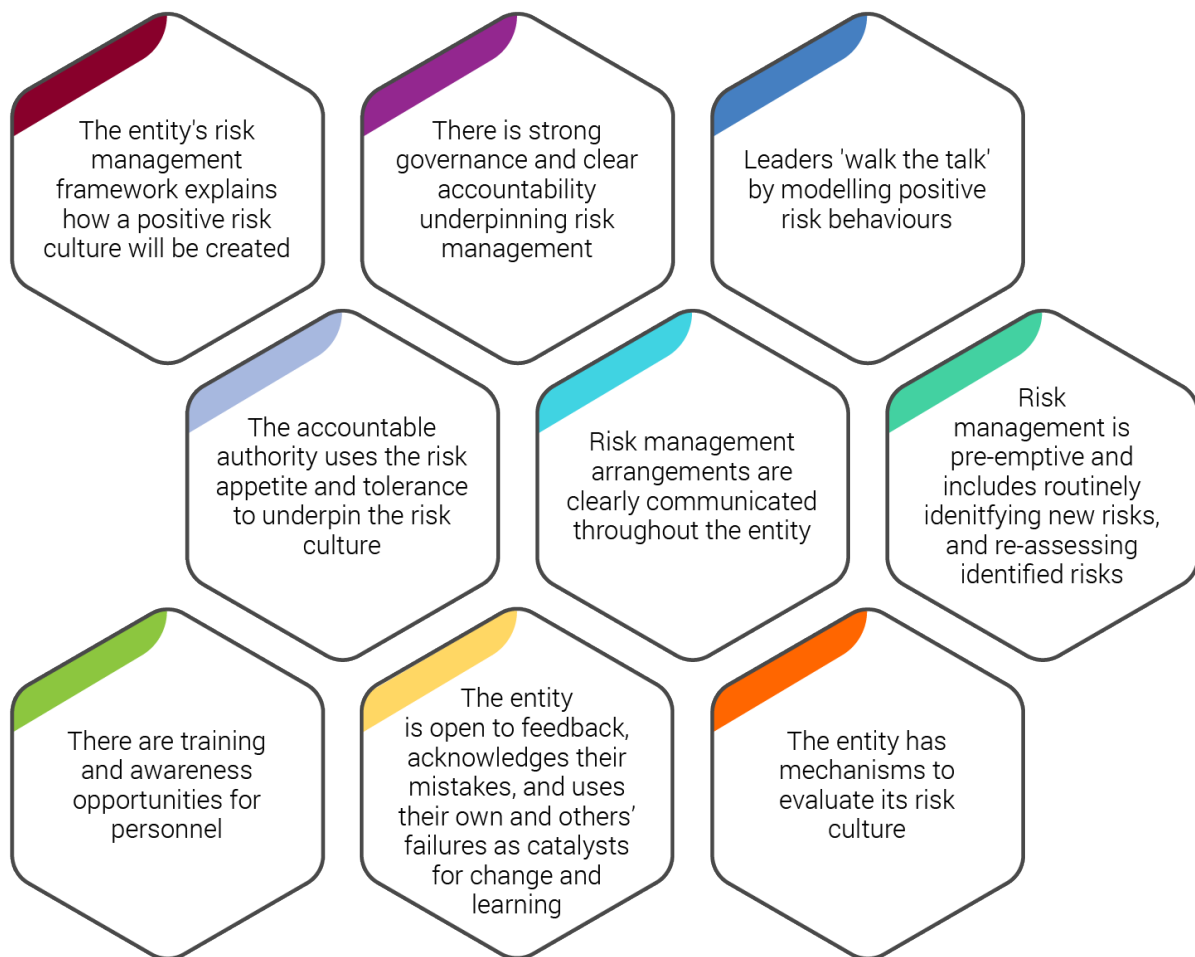 The entity's risk
management
framework explains
how a positive risk
culture will be created
There is strong
governance and clear
accountability
underpinning risk
management
Leaders 'walk the talk'
by modelling positive
risk behaviours
The accountable
authority uses the risk
appetite and tolerance
to underpin the risk
culture
Risk management
arrangements are
clearly communicated
throughout the entity
Risk
management is
pre-emptive and
includes routinely
idenitfying new risks,
and re-assessing
identified risks
There are training
and awareness
opportunities for
personnel
The entity
is open to feedback,
acknowledges their
mistakes, and uses
their own and others’
failures as catalysts
for change and
learning
The entity has
mechanisms to
evaluate its risk
culture